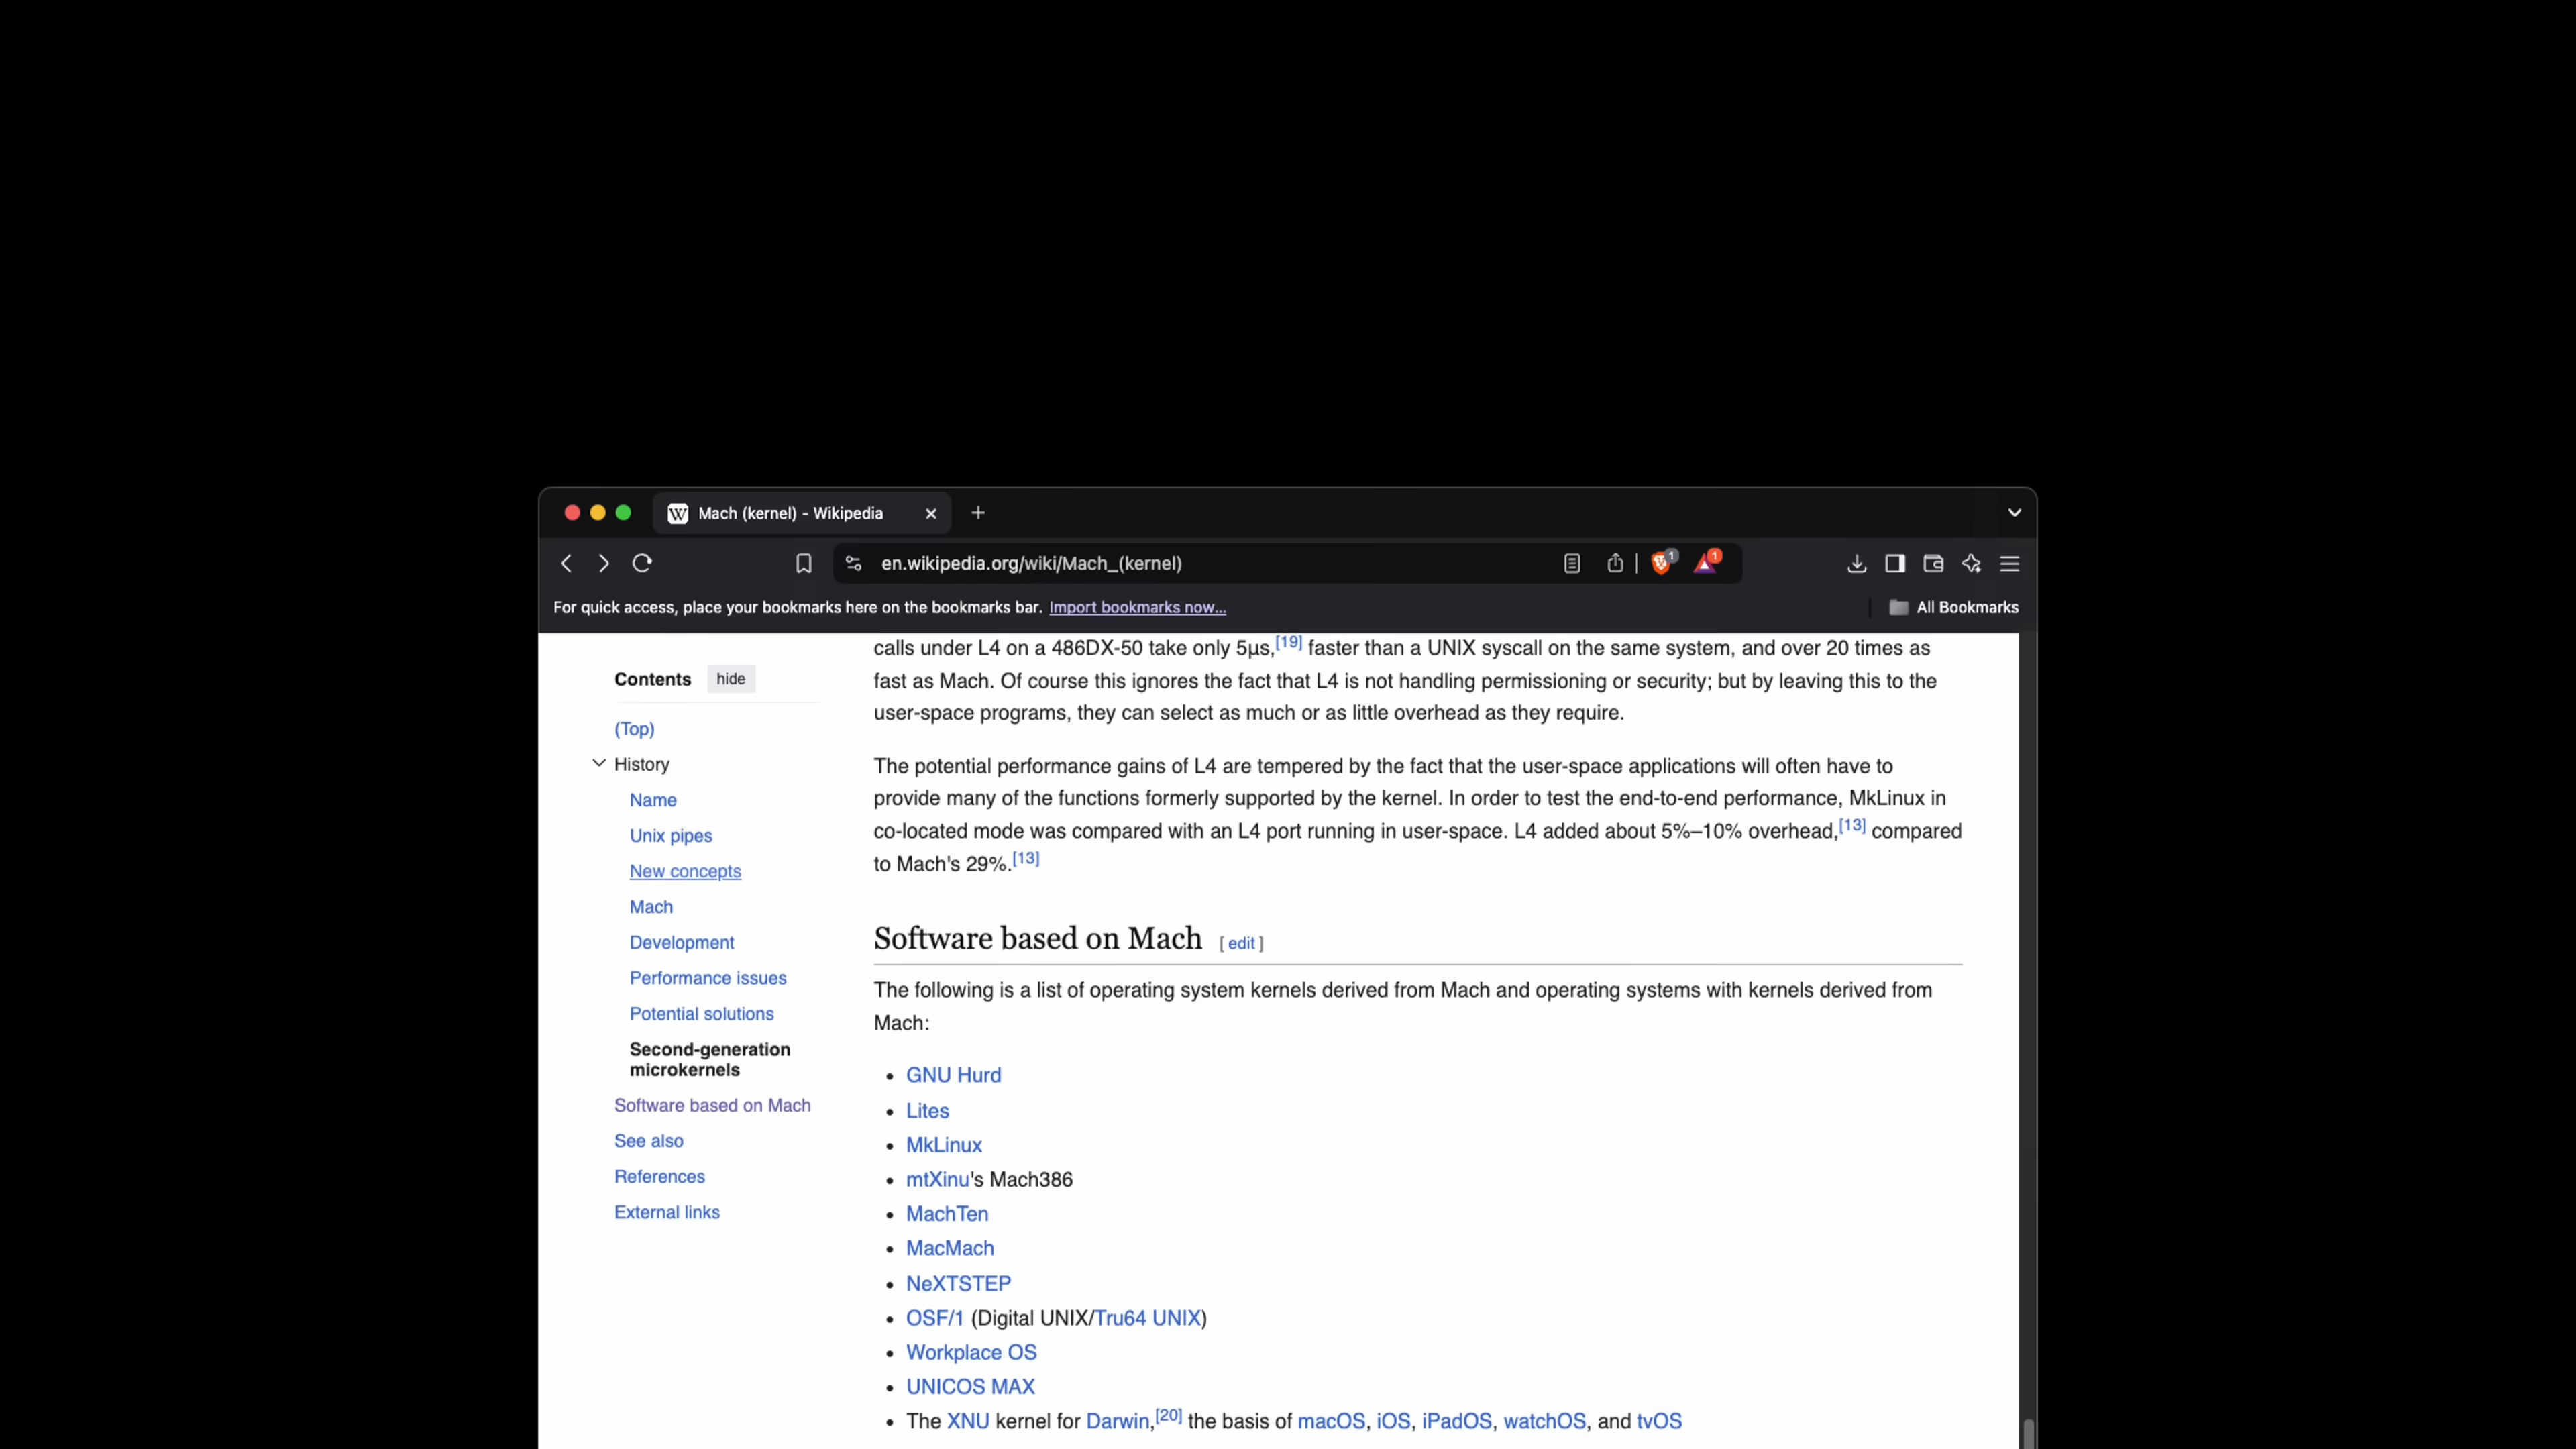 Mach (kernel) - Wikipedia
en.wikipedia.org/wiki/Mach_(kernel)
1
1
For quick access, place your bookmarks here on the bookmarks bar. Import bookmarks now...
All Bookmarks
Contents hide
(Top)
History
Name
Unix pipes
New concepts
Mach
Development
Performance issues
Potential solutions
Second-generation
microkernels
Software based on Mach
See also
References
External links
calls under L4 on a 486DX-50 take only 5μs,[19] faster than a UNIX syscall on the same system, and over 20 times as
fast as Mach. Of course this ignores the fact that L4 is not handling permissioning or security; but by leaving this to the
user-space programs, they can select as much or as little overhead as they require.
The potential performance gains of L4 are tempered by the fact that the user-space applications will often have to
provide many of the functions formerly supported by the kernel. In order to test the end-to-end performance, MkLinux in
co-located mode was compared with an L4 port running in user-space. L4 added about 5%–10% overhead,[13] compared
to Mach's 29%.[13]
Software based on Mach [ edit ]
The following is a list of operating system kernels derived from Mach and operating systems with kernels derived from
Mach:
• GNU Hurd
• Lites
• MkLinux
• mtXinu's Mach386
• MachTen
• MacMach
• NeXTSTEP
• OSF/1 (Digital UNIX/Tru64 UNIX)
• Workplace OS
• UNICOS MAX
• The XNU kernel for Darwin,[20] the basis of macOS, iOS, iPadOS, watchOS, and tvOS